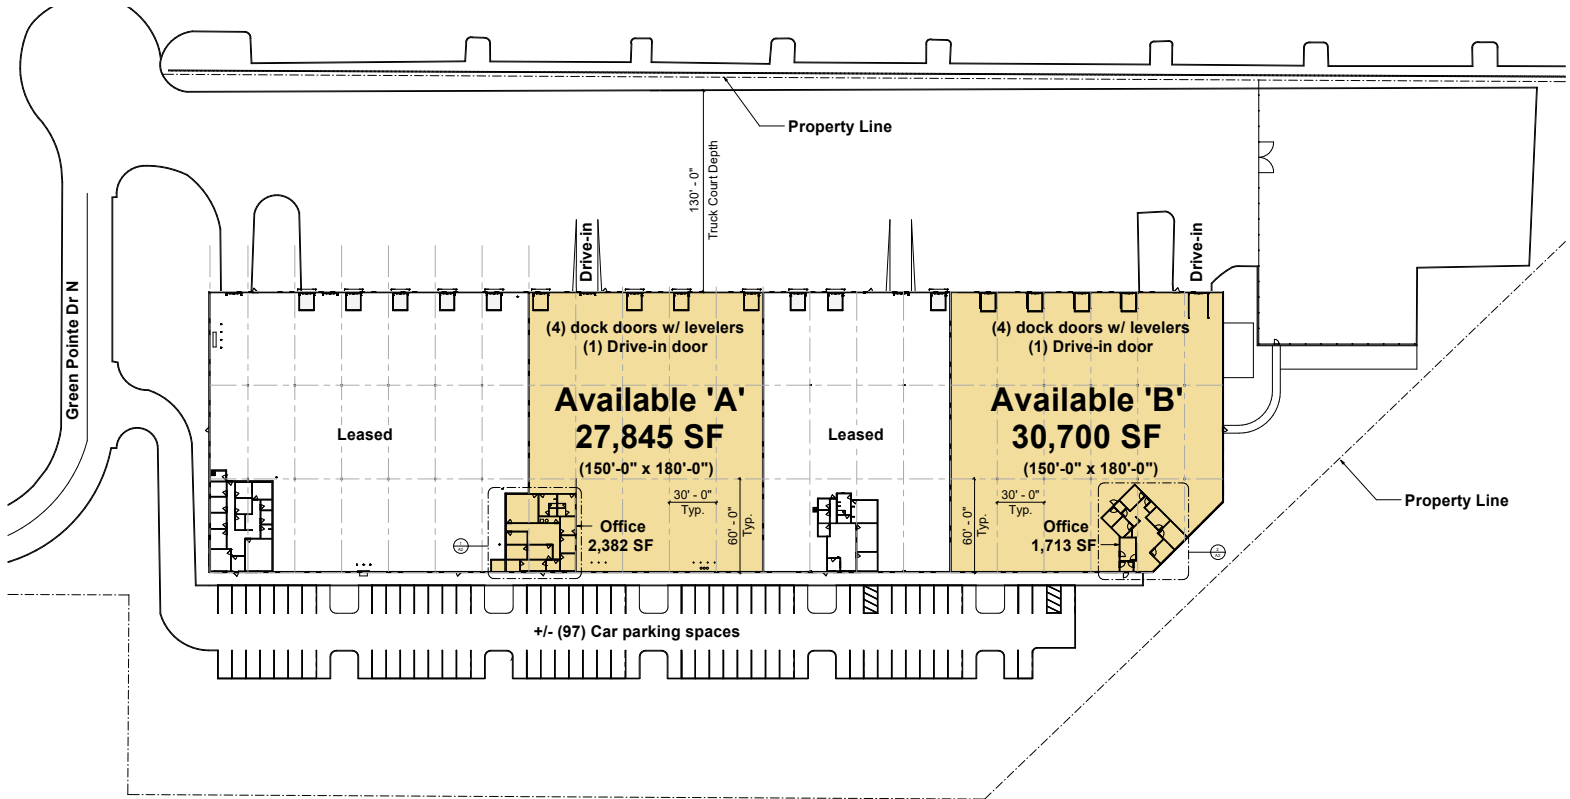 Property Line
130' - 0"
Truck Court Depth
Green Pointe Dr N
Drive-in
Drive-in
(4) dock doors w/ levelers
(1) Drive-in door
Available 'A'
27,845 SF
(150'-0" x 180'-0")
30' - 0"
Typ.
60' - 0"
Typ.
Office
2,382 SF
Leased
Leased
(4) dock doors w/ levelers
(1) Drive-in door
Available 'B'
30,700 SF
(150'-0" x 180'-0")
30' - 0"
Typ.
60' - 0"
Typ.
Office
1,713 SF
Property Line
+/- (97) Car parking spaces